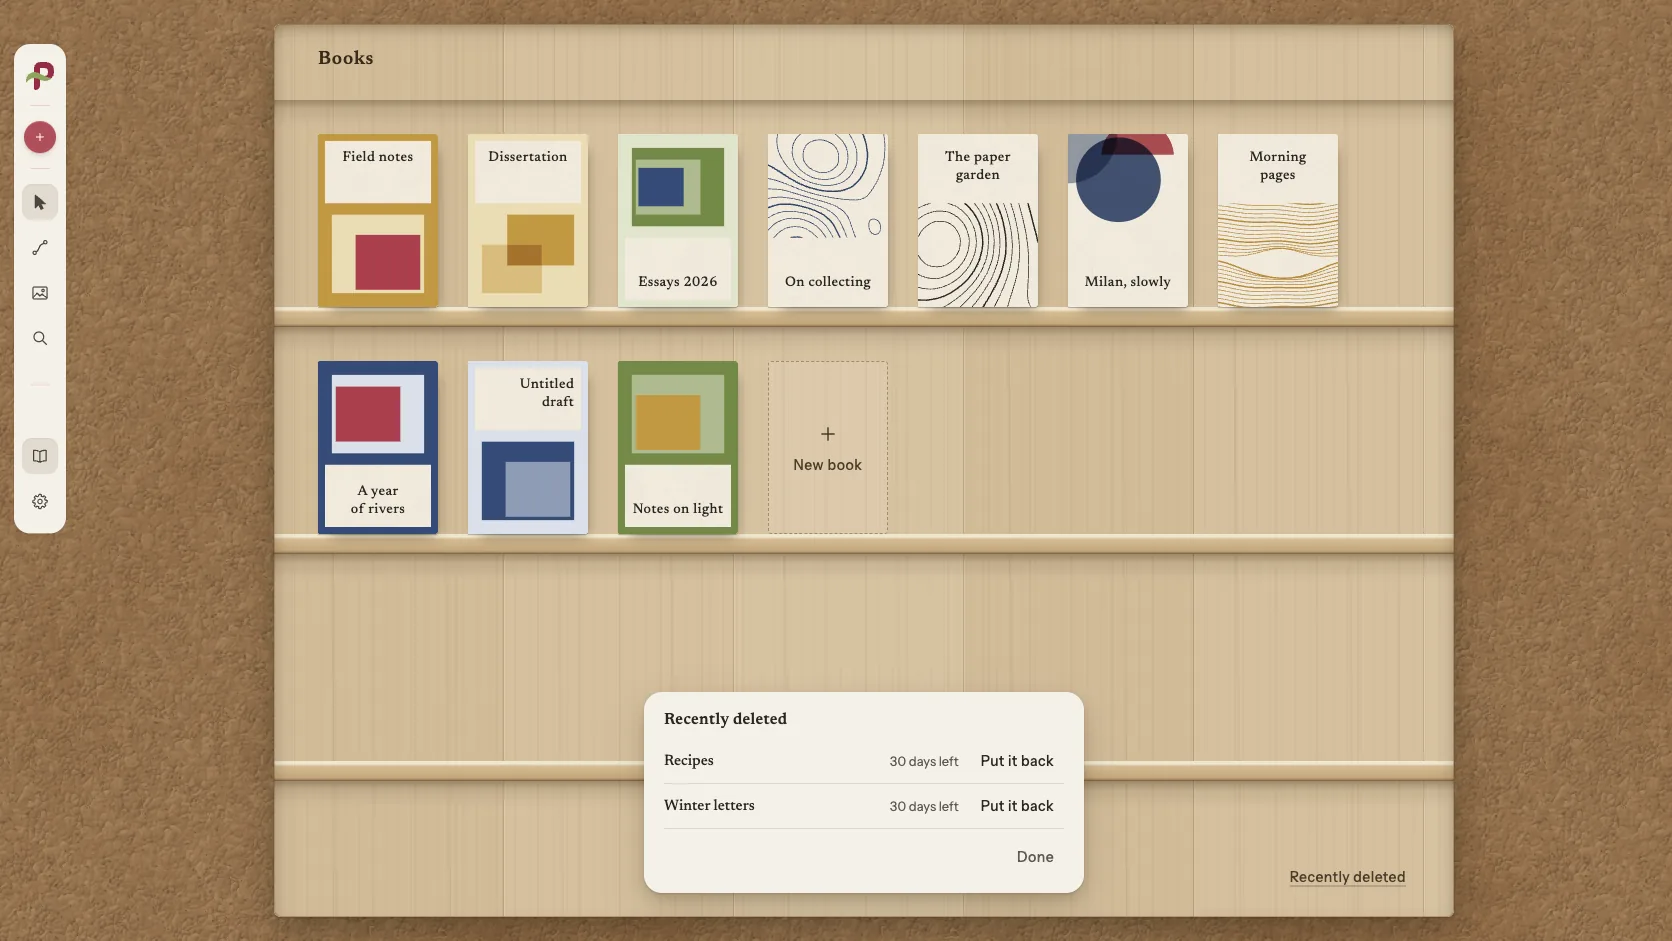 Books
Field notes
Dissertation
Essays 2026
On collecting
The paper
garden
Milan, slowly
Morning
pages
A year
of rivers
Untitled
draft
Notes on light
New book
Recently deleted
Recipes 30 days left Put it back
Winter letters 30 days left Put it back
Done
Recently deleted